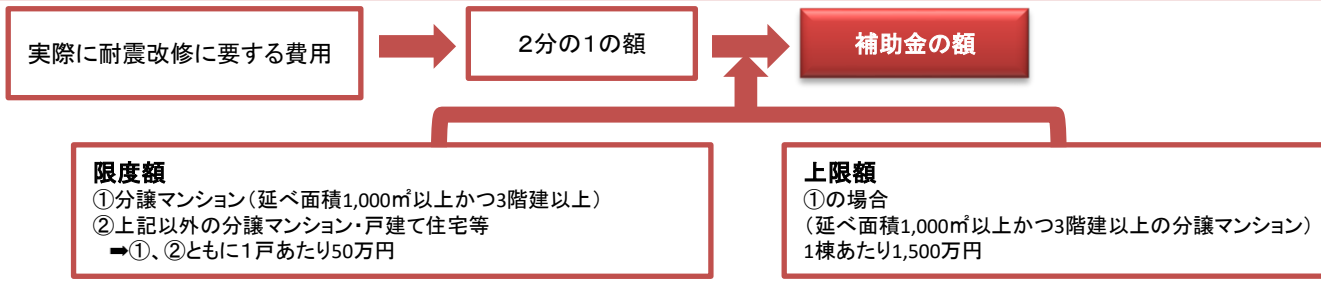 実際に耐震改修に要する費用
２分の１の額
補助金の額
限度額
①分譲マンション（延べ面積1,000㎡以上かつ3階建以上）
②上記以外の分譲マンション・戸建て住宅等
➡①、②ともに１戸あたり50万円
上限額
①の場合
（延べ面積1,000㎡以上かつ3階建以上の分譲マンション）
1棟あたり1,500万円